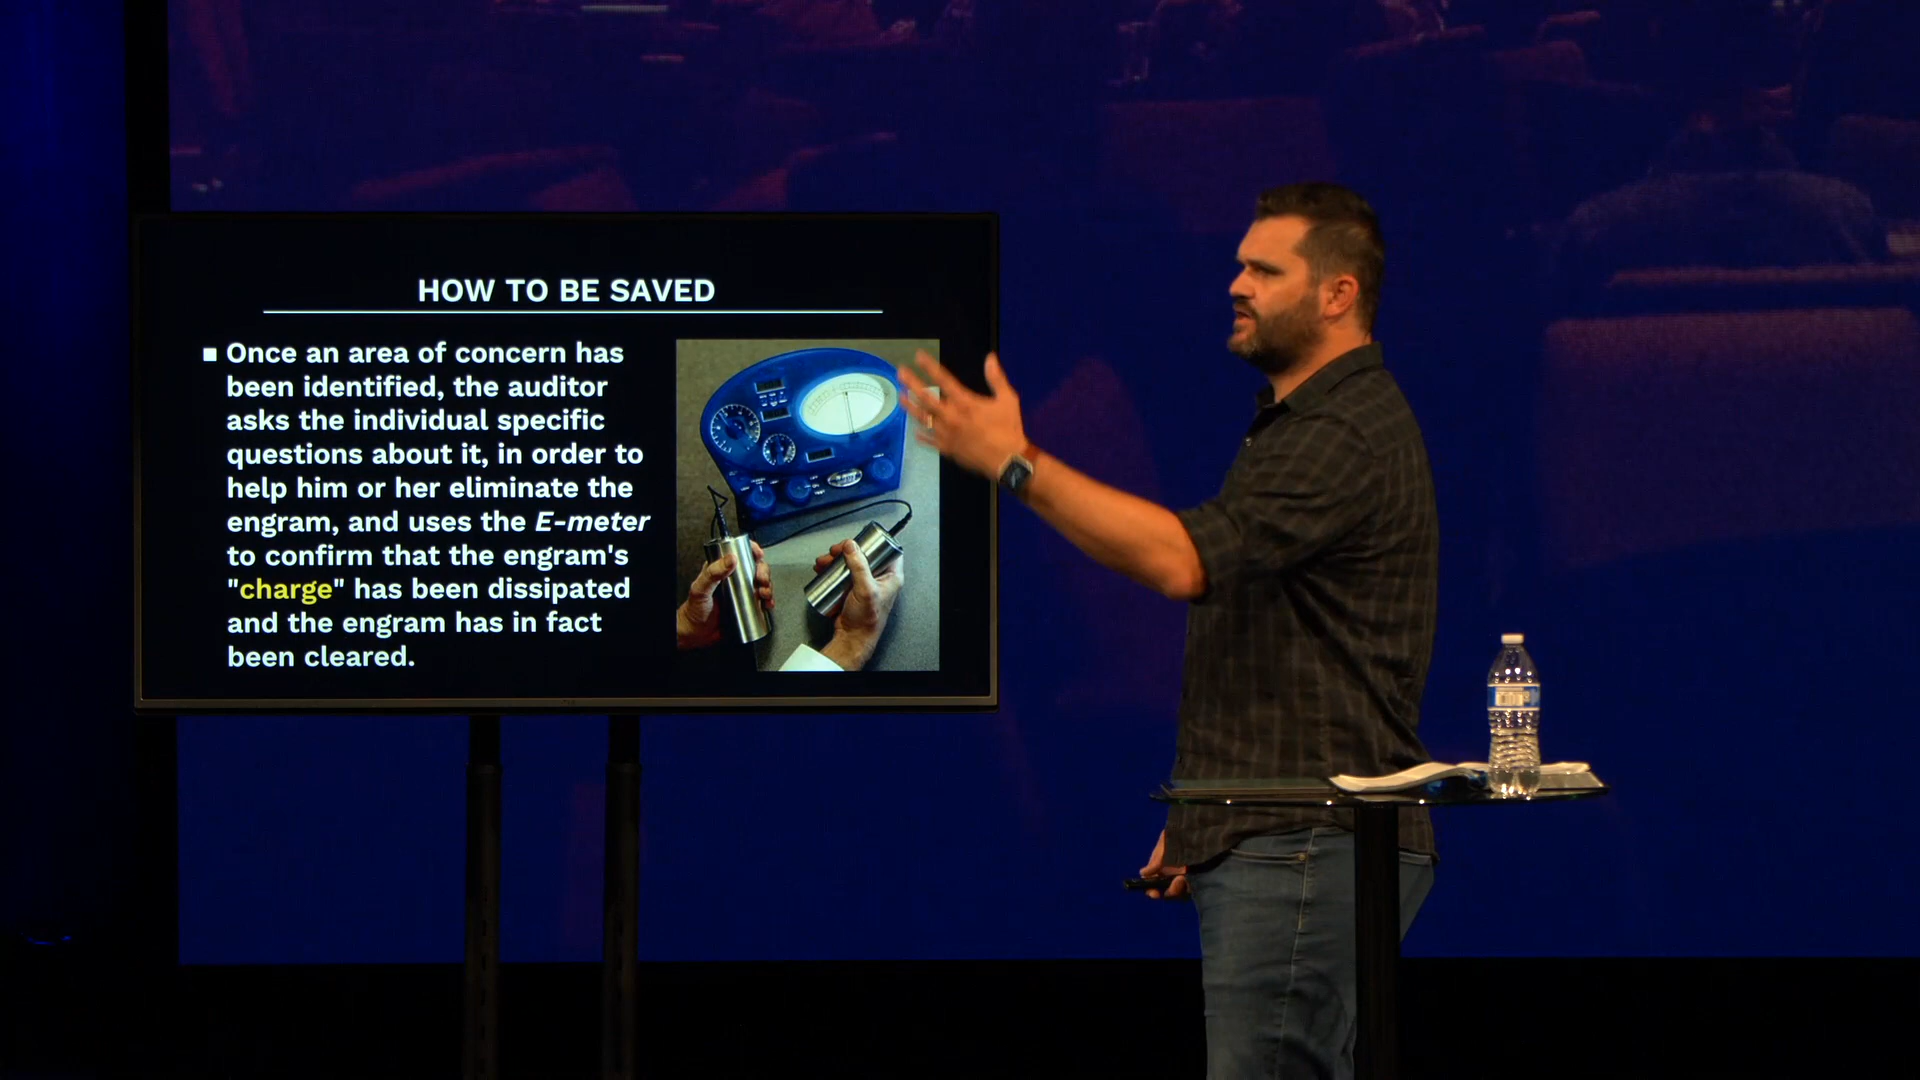 HOW TO BE SAVED
▪ Once an area of concern has
been identified, the auditor
asks the individual specific
questions about it, in order to
help him or her eliminate the
engram, and uses the E-meter
to confirm that the engram's
"charge" has been dissipated
and the engram has in fact
been cleared.